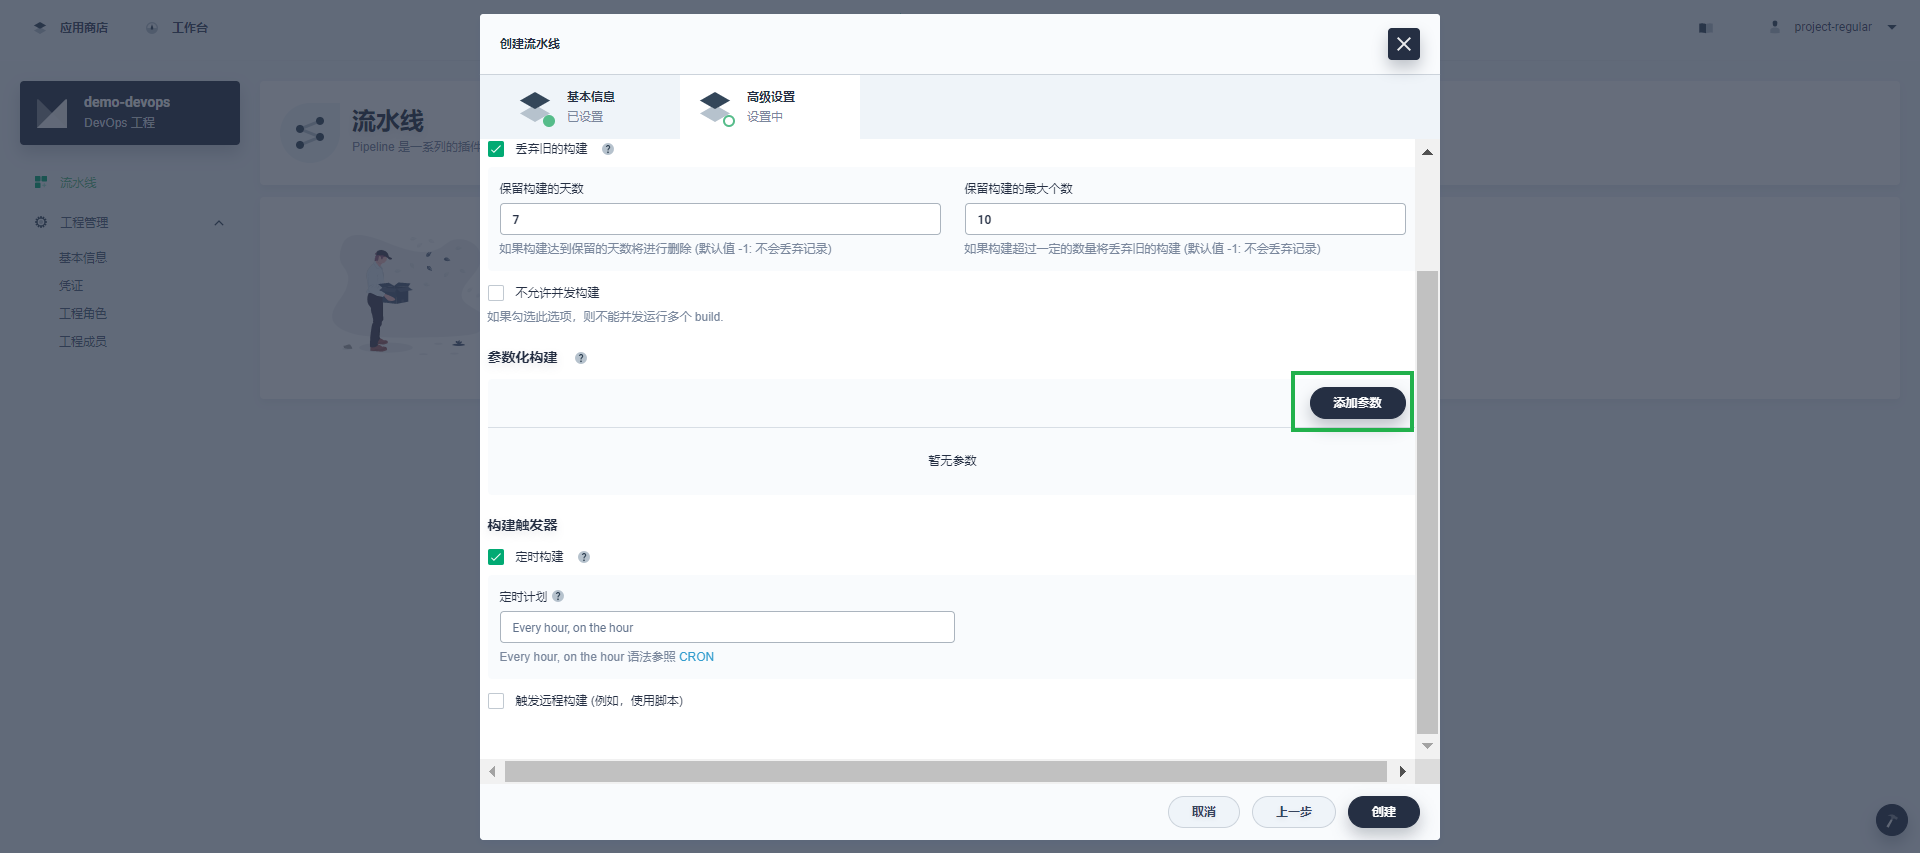 应用商店
工作台
project-regular
demo-devops
DevOps 工程
流水线
工程管理
基本信息
凭证
工程角色
工程成员
流水线
Pipeline 是一系列的插件
创建流水线
基本信息
已设置
高级设置
设置中
丢弃旧的构建
保留构建的天数
保留构建的最大个数
7
10
如果构建达到保留的天数将进行删除 (默认值 -1: 不会丢弃记录)
如果构建超过一定的数量将丢弃旧的构建 (默认值 -1: 不会丢弃记录)
不允许并发构建
如果勾选此选项，则不能并发运行多个 build.
参数化构建
添加参数
暂无参数
构建触发器
定时构建
定时计划
Every hour, on the hour
Every hour, on the hour 语法参照 CRON
触发远程构建 (例如，使用脚本)
取消
上一步
创建